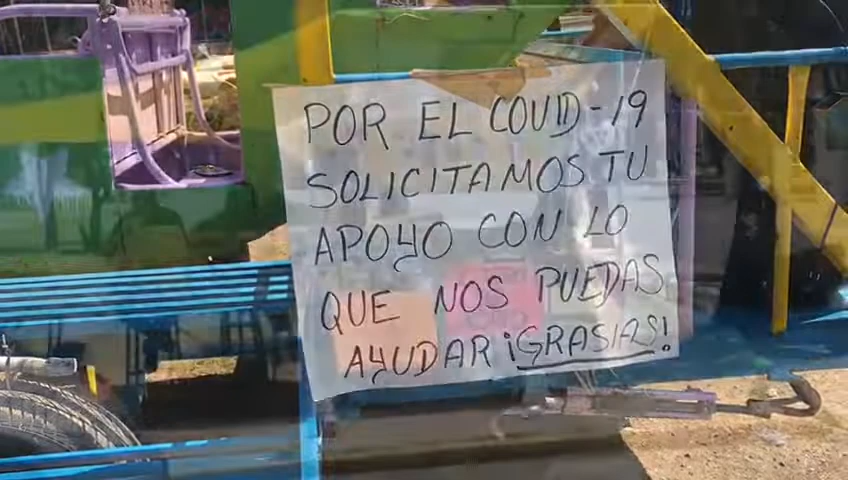 POR EL COVID-19
SOLICITAMOS TU
APOYO CON LO
QUE NOS PUEDAS
AYUDAR ¡GRASIAS!